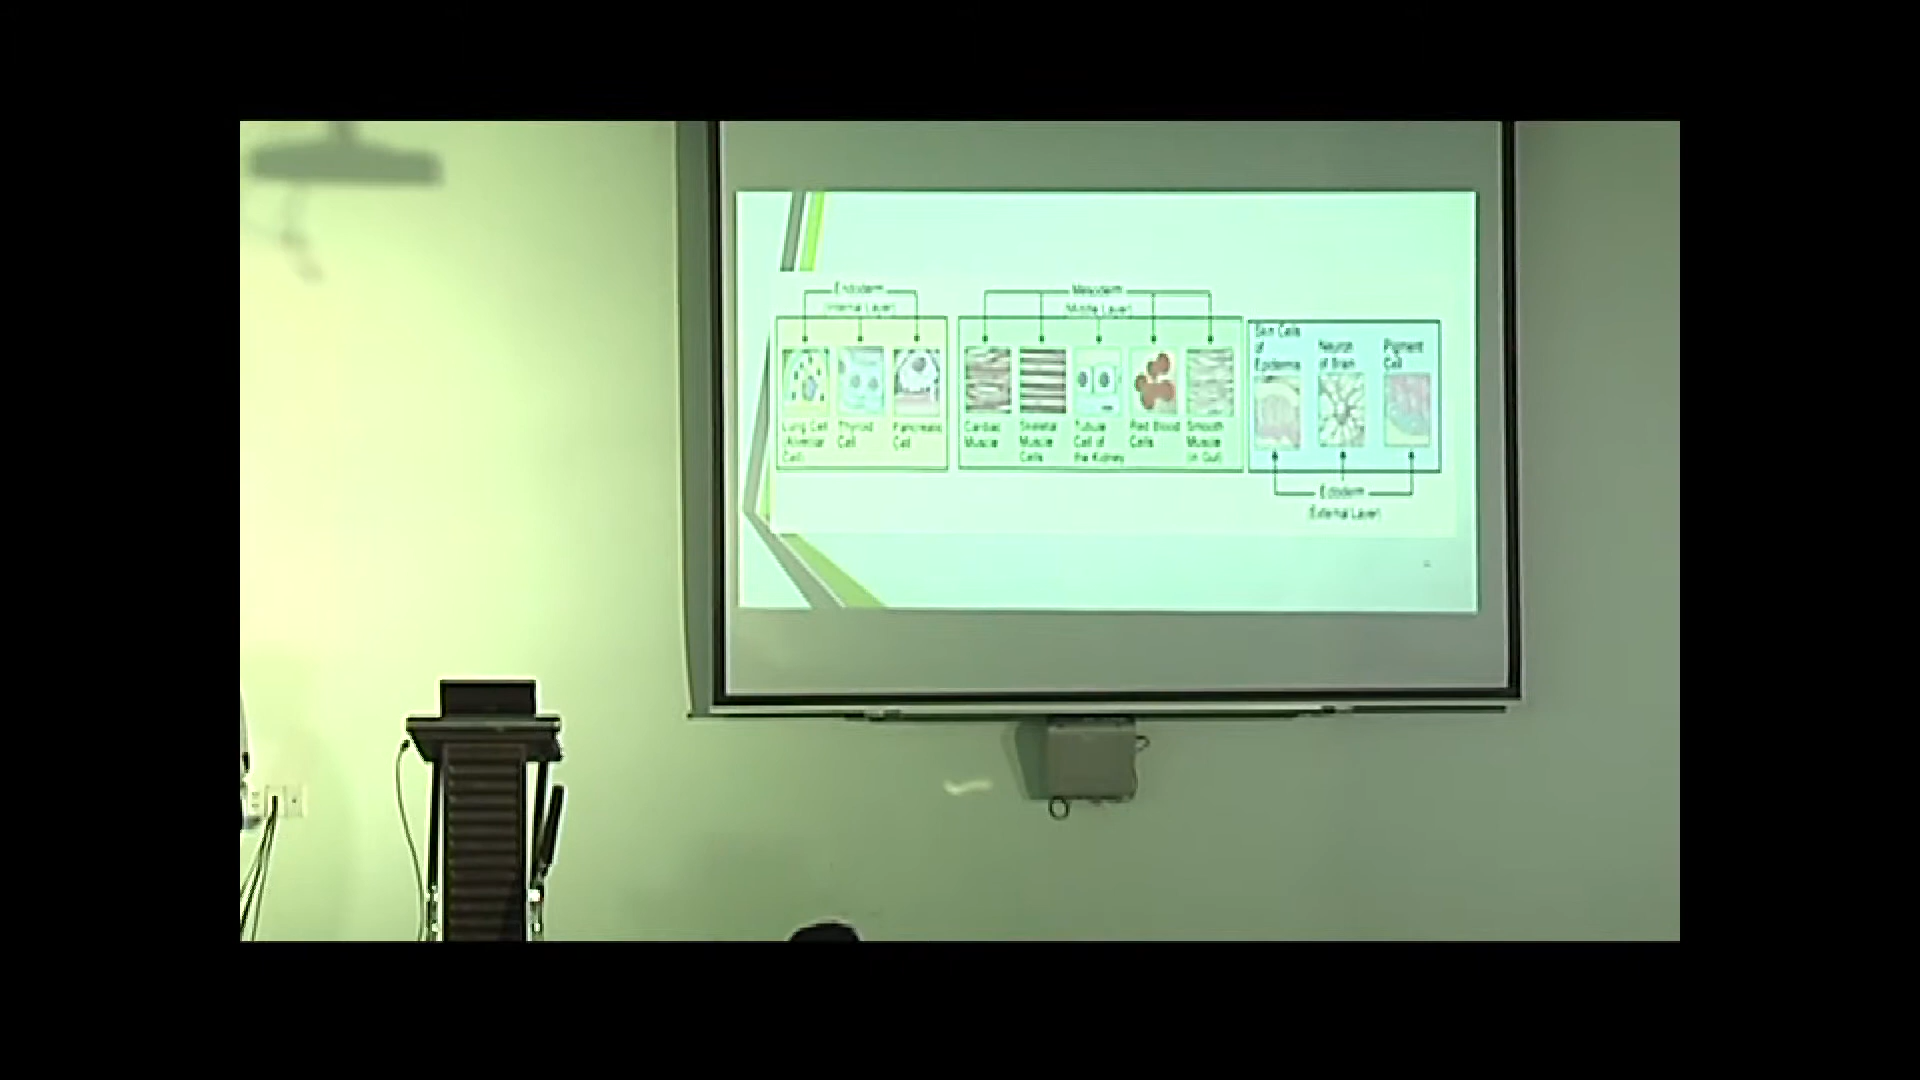 Endoderm
(Internal Layer)
Lung Cell
(Alveolar
Cell)
Thyroid
Cell
Pancreatic
Cell
Mesoderm
(Middle Layer)
Cardiac
Muscle
Skeletal
Muscle
Cells
Tubule
Cell of
the Kidney
Red Blood
Cells
Smooth
Muscle
(in Gut)
Skin Cells
of
Epidermis
Neuron
of Brain
Pigment
Cell
Ectoderm
(External Layer)